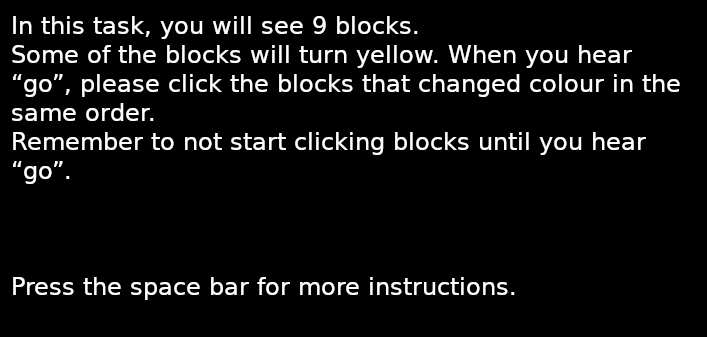 In this task, you will see 9 blocks.
Some of the blocks will turn yellow. When you hear
“go”, please click the blocks that changed colour in the
same order.
Remember to not start clicking blocks until you hear
“go”.
Press the space bar for more instructions.